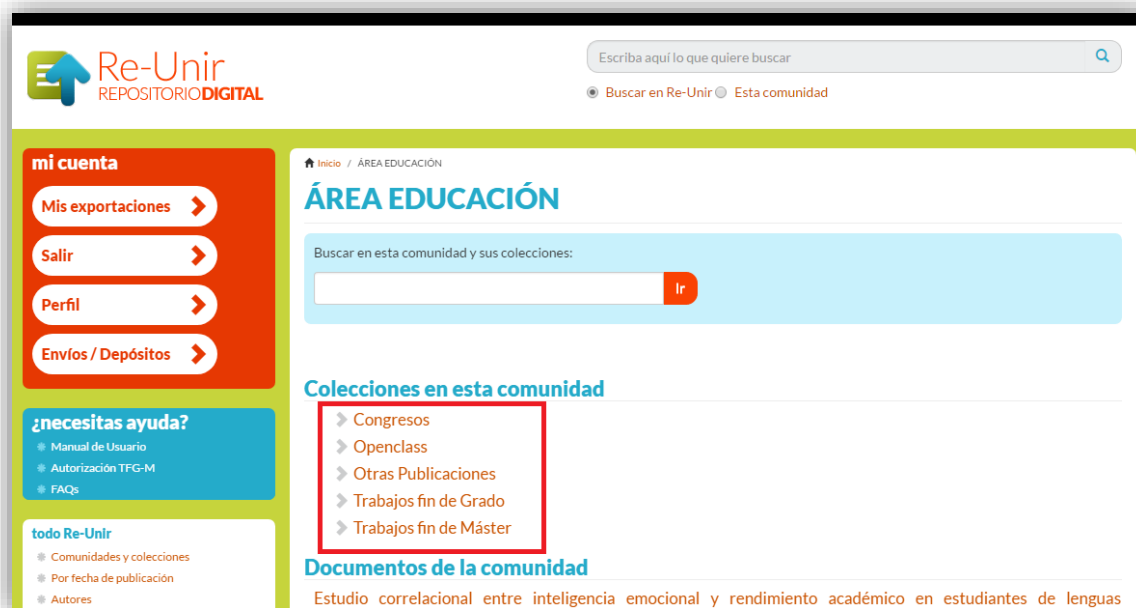 Re-Unir
REPOSITORIODIGITAL
Escriba aquí lo que quiere buscar
Buscar en Re-Unir Esta comunidad
mi cuenta
Mis exportaciones
Salir
Perfil
Envíos / Depósitos
¿necesitas ayuda?
Manual de Usuario
Autorización TFG-M
FAQs
todo Re-Unir
Comunidades y colecciones
Por fecha de publicación
Autores
Inicio / ÁREA EDUCACIÓN
ÁREA EDUCACIÓN
Buscar en esta comunidad y sus colecciones:
Ir
Colecciones en esta comunidad
Congresos
Openclass
Otras Publicaciones
Trabajos fin de Grado
Trabajos fin de Máster
Documentos de la comunidad
Estudio correlacional entre inteligencia emocional y rendimiento académico en estudiantes de lenguas